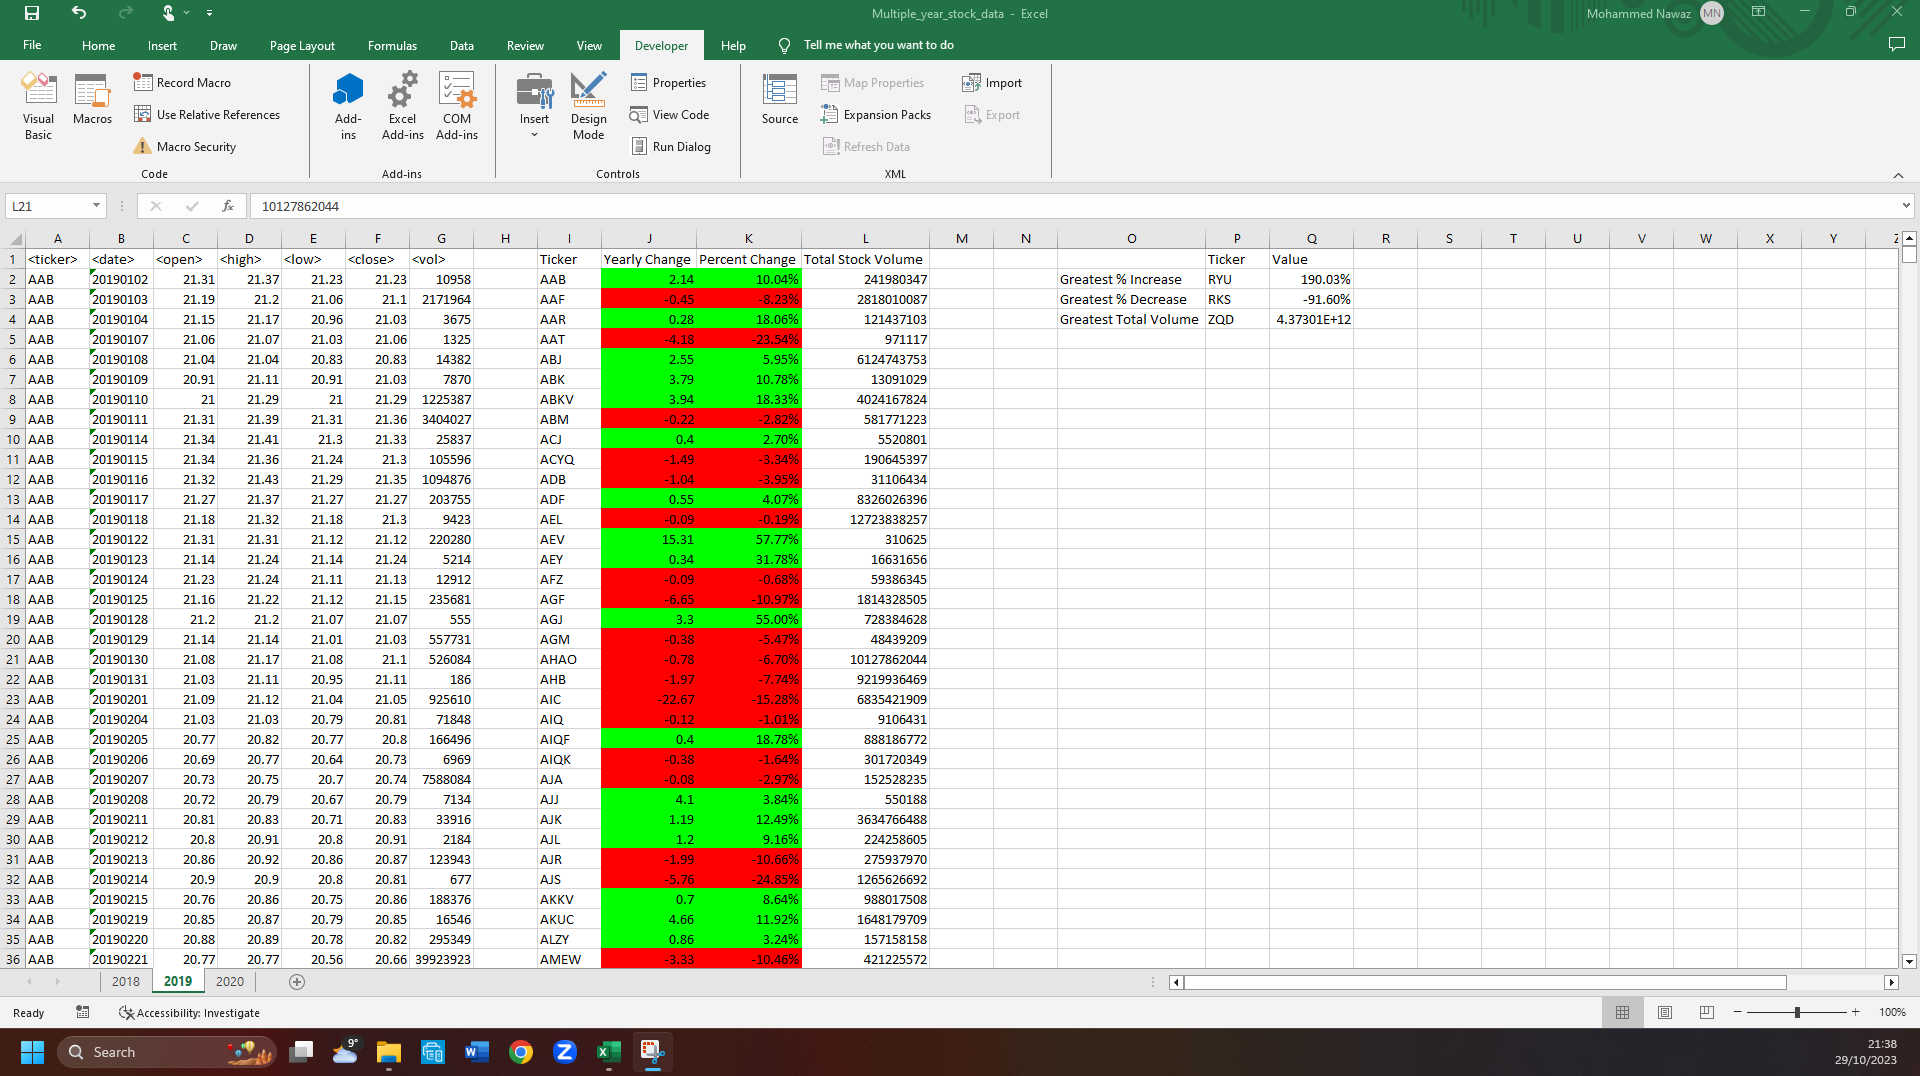 Multiple_year_stock_data - Excel
Mohammed Nawaz MN
File Home Insert Draw Page Layout Formulas Data Review View Developer Help Tell me what you want to do
Visual Basic
Macros
Record Macro
Use Relative References
Macro Security
Code
Add-ins
Excel Add-ins
COM Add-ins
Add-ins
Insert
Design Mode
Properties
View Code
Run Dialog
Controls
Source
Map Properties
Expansion Packs
Refresh Data
Import
Export
XML
L21 fx 10127862044
A B C D E F G H I J K L M N O P Q R S T U V W X Y Z
1 <ticker> <date> <open> <high> <low> <close> <vol> Ticker Yearly Change Percent Change Total Stock Volume Ticker Value
2 AAB 20190102 21.31 21.37 21.23 21.23 10958 AAB 2.14 10.04% 241980347 Greatest % Increase RYU 190.03%
3 AAB 20190103 21.19 21.2 21.06 21.1 2171964 AAF -0.45 -8.23% 2818010087 Greatest % Decrease RKS -91.60%
4 AAB 20190104 21.15 21.17 20.96 21.03 3675 AAR 0.28 18.06% 121437103 Greatest Total Volume ZQD 4.37301E+12
5 AAB 20190107 21.06 21.07 21.03 21.06 1325 AAT -4.18 -23.54% 971117
6 AAB 20190108 21.04 21.04 20.83 20.83 14382 ABJ 2.55 5.95% 6124743753
7 AAB 20190109 20.91 21.11 20.91 21.03 7870 ABK 3.79 10.78% 13091029
8 AAB 20190110 21 21.29 21 21.29 1225387 ABKV 3.94 18.33% 4024167824
9 AAB 20190111 21.31 21.39 21.31 21.36 3404027 ABM -0.22 -2.82% 581771223
10 AAB 20190114 21.34 21.41 21.3 21.33 25837 ACJ 0.4 2.70% 5520801
11 AAB 20190115 21.34 21.36 21.24 21.3 105596 ACYQ -1.49 -3.34% 190645397
12 AAB 20190116 21.32 21.43 21.29 21.35 1094876 ADB -1.04 -3.95% 31106434
13 AAB 20190117 21.27 21.37 21.27 21.27 203755 ADF 0.55 4.07% 8326026396
14 AAB 20190118 21.18 21.32 21.18 21.3 9423 AEL -0.09 -0.19% 12723838257
15 AAB 20190122 21.31 21.31 21.12 21.12 220280 AEV 15.31 57.77% 310625
16 AAB 20190123 21.14 21.24 21.14 21.24 5214 AEY 0.34 31.78% 16631656
17 AAB 20190124 21.23 21.24 21.11 21.13 12912 AFZ -0.09 -0.68% 59386345
18 AAB 20190125 21.16 21.22 21.12 21.15 235681 AGF -6.65 -10.97% 1814328505
19 AAB 20190128 21.2 21.2 21.07 21.07 555 AGJ 3.3 55.00% 728384628
20 AAB 20190129 21.14 21.14 21.01 21.03 557731 AGM -0.38 -5.47% 48439209
21 AAB 20190130 21.08 21.17 21.08 21.1 526084 AHAO -0.78 -6.70% 10127862044
22 AAB 20190131 21.03 21.11 20.95 21.11 186 AHB -1.97 -7.74% 9219936469
23 AAB 20190201 21.09 21.12 21.04 21.05 925610 AIC -22.67 -15.28% 6835421909
24 AAB 20190204 21.03 21.03 20.79 20.81 71848 AIQ -0.12 -1.01% 9106431
25 AAB 20190205 20.77 20.82 20.77 20.8 166496 AIQF 0.4 18.78% 888186772
26 AAB 20190206 20.69 20.77 20.64 20.73 6969 AIQK -0.38 -1.64% 301720349
27 AAB 20190207 20.73 20.75 20.7 20.74 7588084 AJA -0.08 -2.97% 152528235
28 AAB 20190208 20.72 20.79 20.67 20.79 7134 AJJ 4.1 3.84% 550188
29 AAB 20190211 20.81 20.83 20.71 20.83 33916 AJK 1.19 12.49% 3634766488
30 AAB 20190212 20.8 20.91 20.8 20.91 2184 AJL 1.2 9.16% 224258605
31 AAB 20190213 20.86 20.92 20.86 20.87 123943 AJR -1.99 -10.66% 275937970
32 AAB 20190214 20.9 20.9 20.8 20.81 677 AJS -5.76 -24.85% 1265626692
33 AAB 20190215 20.76 20.86 20.75 20.86 188376 AKKV 0.7 8.64% 988017508
34 AAB 20190219 20.85 20.87 20.79 20.85 16546 AKUC 4.66 11.92% 1648179709
35 AAB 20190220 20.88 20.89 20.78 20.82 295349 ALZY 0.86 3.24% 157158158
36 AAB 20190221 20.77 20.77 20.56 20.66 39923923 AMEW -3.33 -10.46% 421225572
2018 2019 2020
Ready Accessibility: Investigate 100%
Search 9°
21:38
29/10/2023